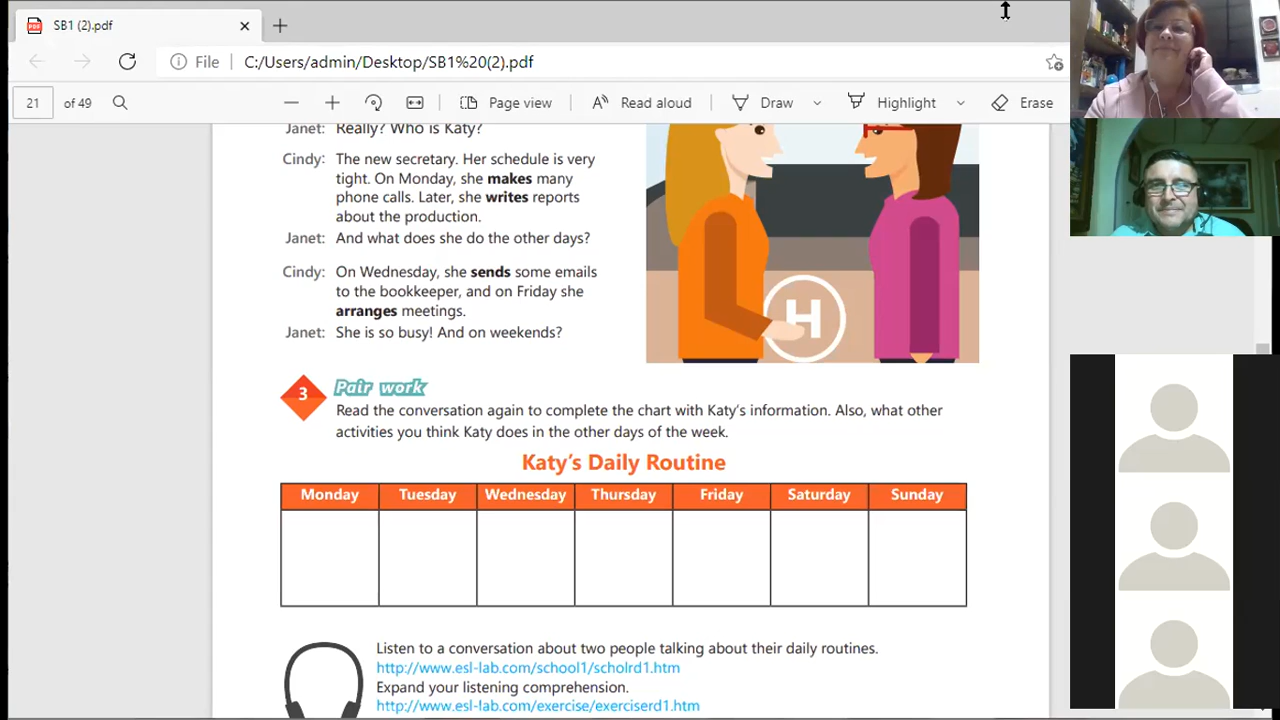 SB1 (2).pdf
File C:/Users/admin/Desktop/SB1%20(2).pdf
21 of 49 Page view Read aloud Draw Highlight Erase
Janet: Really? Who is Katy?
Cindy: The new secretary. Her schedule is very
tight. On Monday, she makes many
phone calls. Later, she writes reports
about the production.
Janet: And what does she do the other days?
Cindy: On Wednesday, she sends some emails
to the bookkeeper, and on Friday she
arranges meetings.
Janet: She is so busy! And on weekends?
H
3 Pair work
Read the conversation again to complete the chart with Katy's information. Also, what other
activities you think Katy does in the other days of the week.
Katy's Daily Routine
Monday Tuesday Wednesday Thursday Friday Saturday Sunday
Listen to a conversation about two people talking about their daily routines.
http://www.esl-lab.com/school1/scholrd1.htm
Expand your listening comprehension.
http://www.esl-lab.com/exercise/exerciserd1.htm